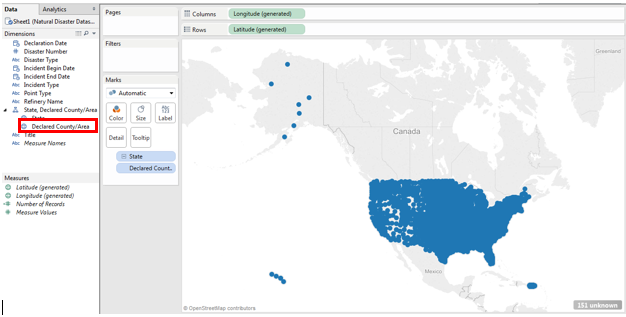 Data
Analytics
Sheet1 (Natural Disaster Datas...
Dimensions
Declaration Date
Disaster Number
Disaster Type
Incident Begin Date
Incident End Date
Incident Type
Point Type
Refinery Name
State, Declared County/Area
State
Declared County/Area
Title
Measure Names
Measures
Latitude (generated)
Longitude (generated)
Number of Records
Measure Values
Pages
Filters
Marks
Automatic
Color
Size
Abc
123
Label
Detail
Tooltip
State
Declared Count..
Columns
Longitude (generated)
Rows
Latitude (generated)
Greenland
Canada
Mexico
© OpenStreetMap contributors
151 unknown